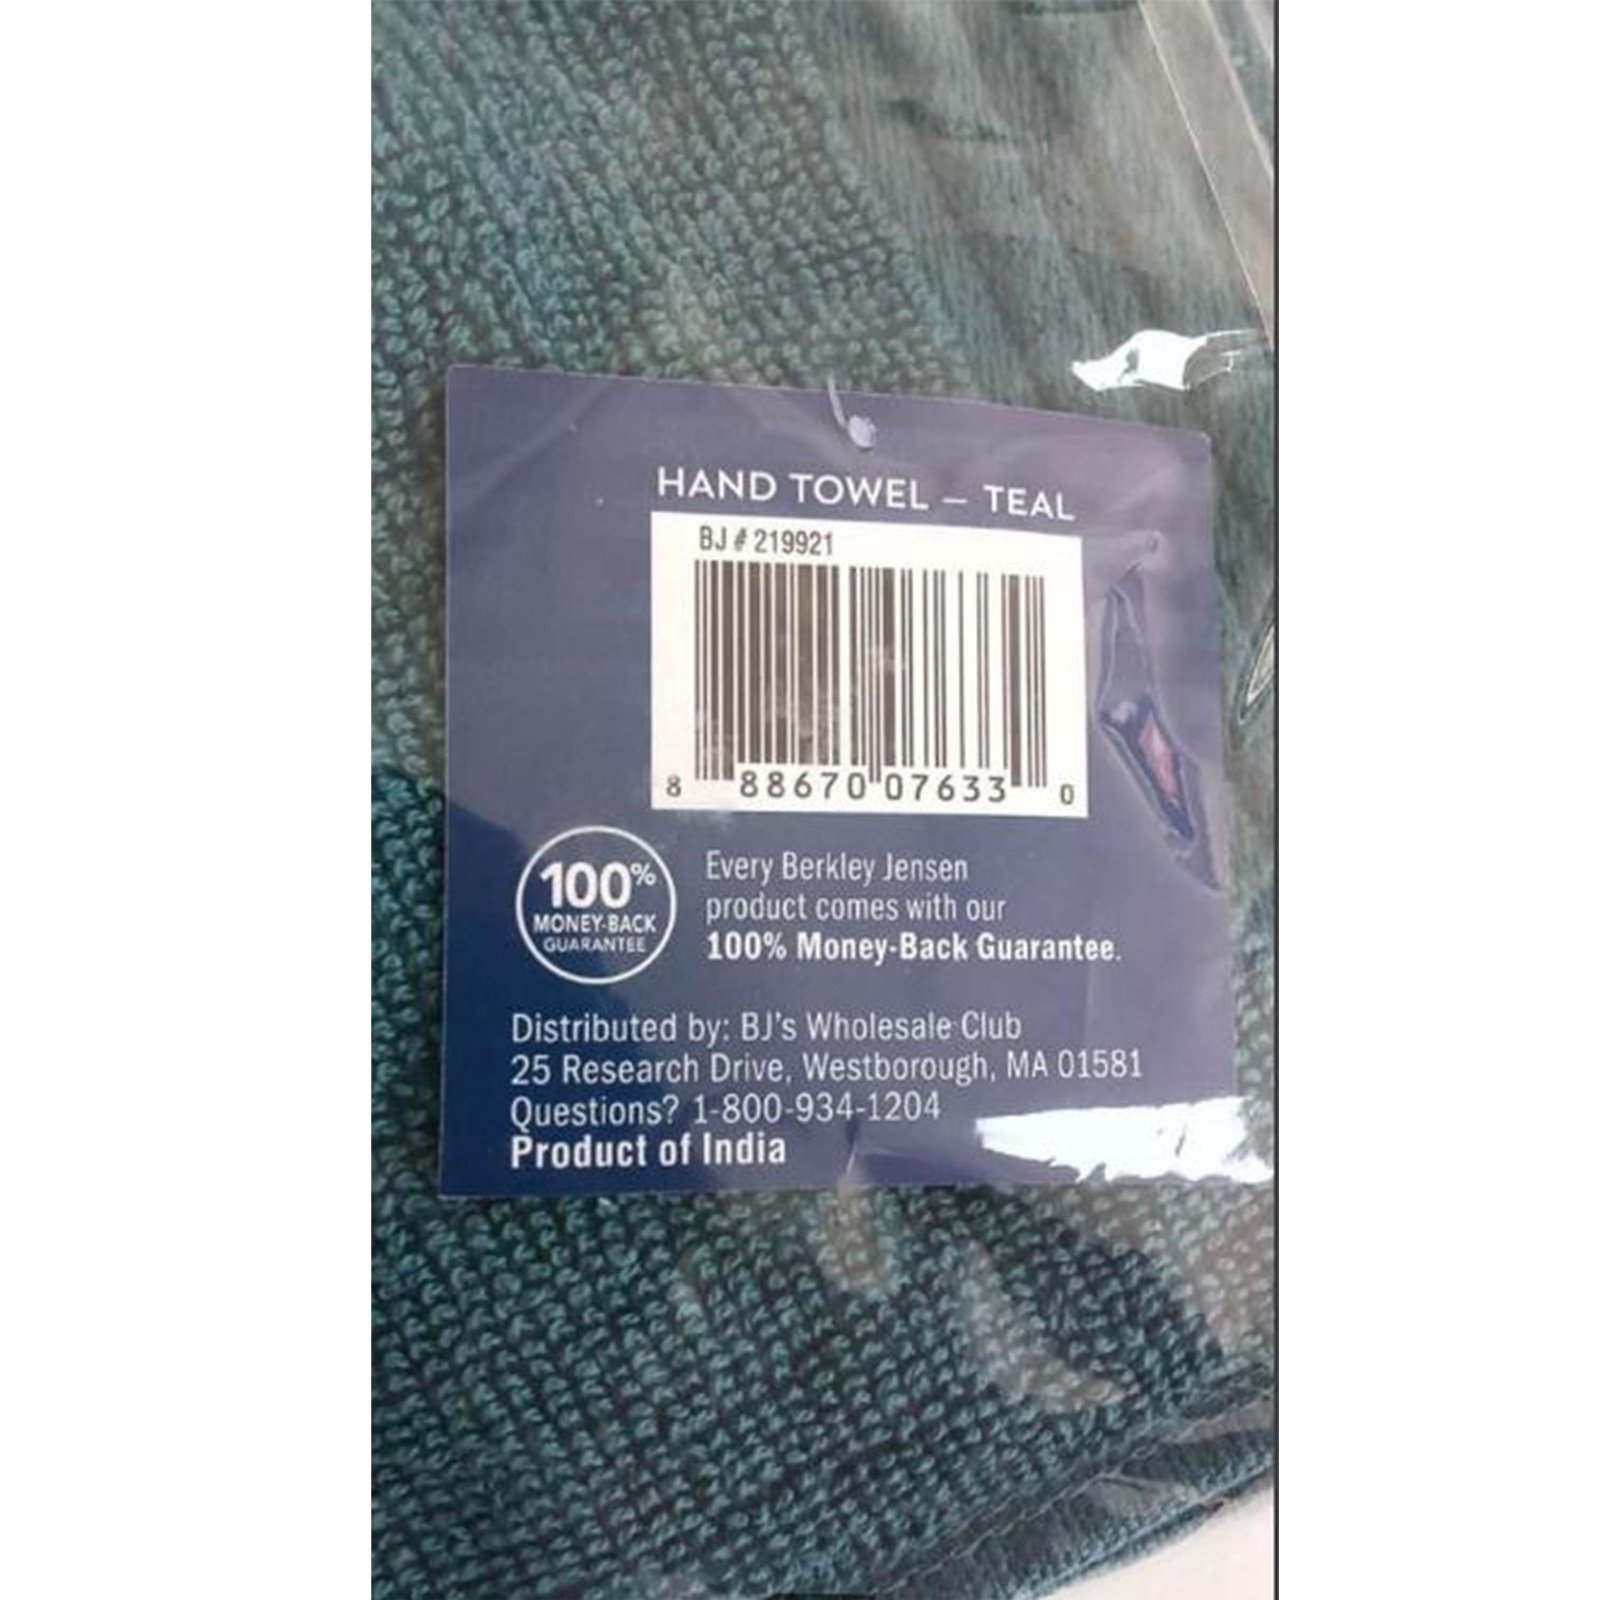 HAND TOWEL – TEAL
BJ # 219921
8 88670 07633 0
100%
MONEY-BACK
GUARANTEE
Every Berkley Jensen
product comes with our
100% Money-Back Guarantee.
Distributed by: BJ's Wholesale Club
25 Research Drive, Westborough, MA 01581
Questions? 1-800-934-1204
Product of India